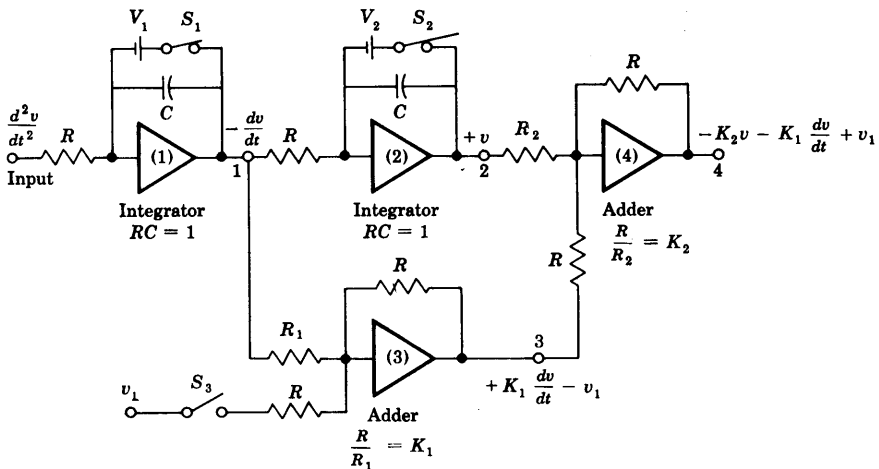 V₁ S₁
V₂ S₂
C
C
R
d²v/dt²
R
Input
(1)
− dv/dt
1
R
(2)
+v
2
R₂
(4)
−K₂v − K₁ dv/dt + v₁
4
Integrator
RC = 1
Integrator
RC = 1
Adder
R/R₂ = K₂
R
R
R₁
(3)
3
+ K₁ dv/dt − v₁
v₁
S₃
R
Adder
R/R₁ = K₁